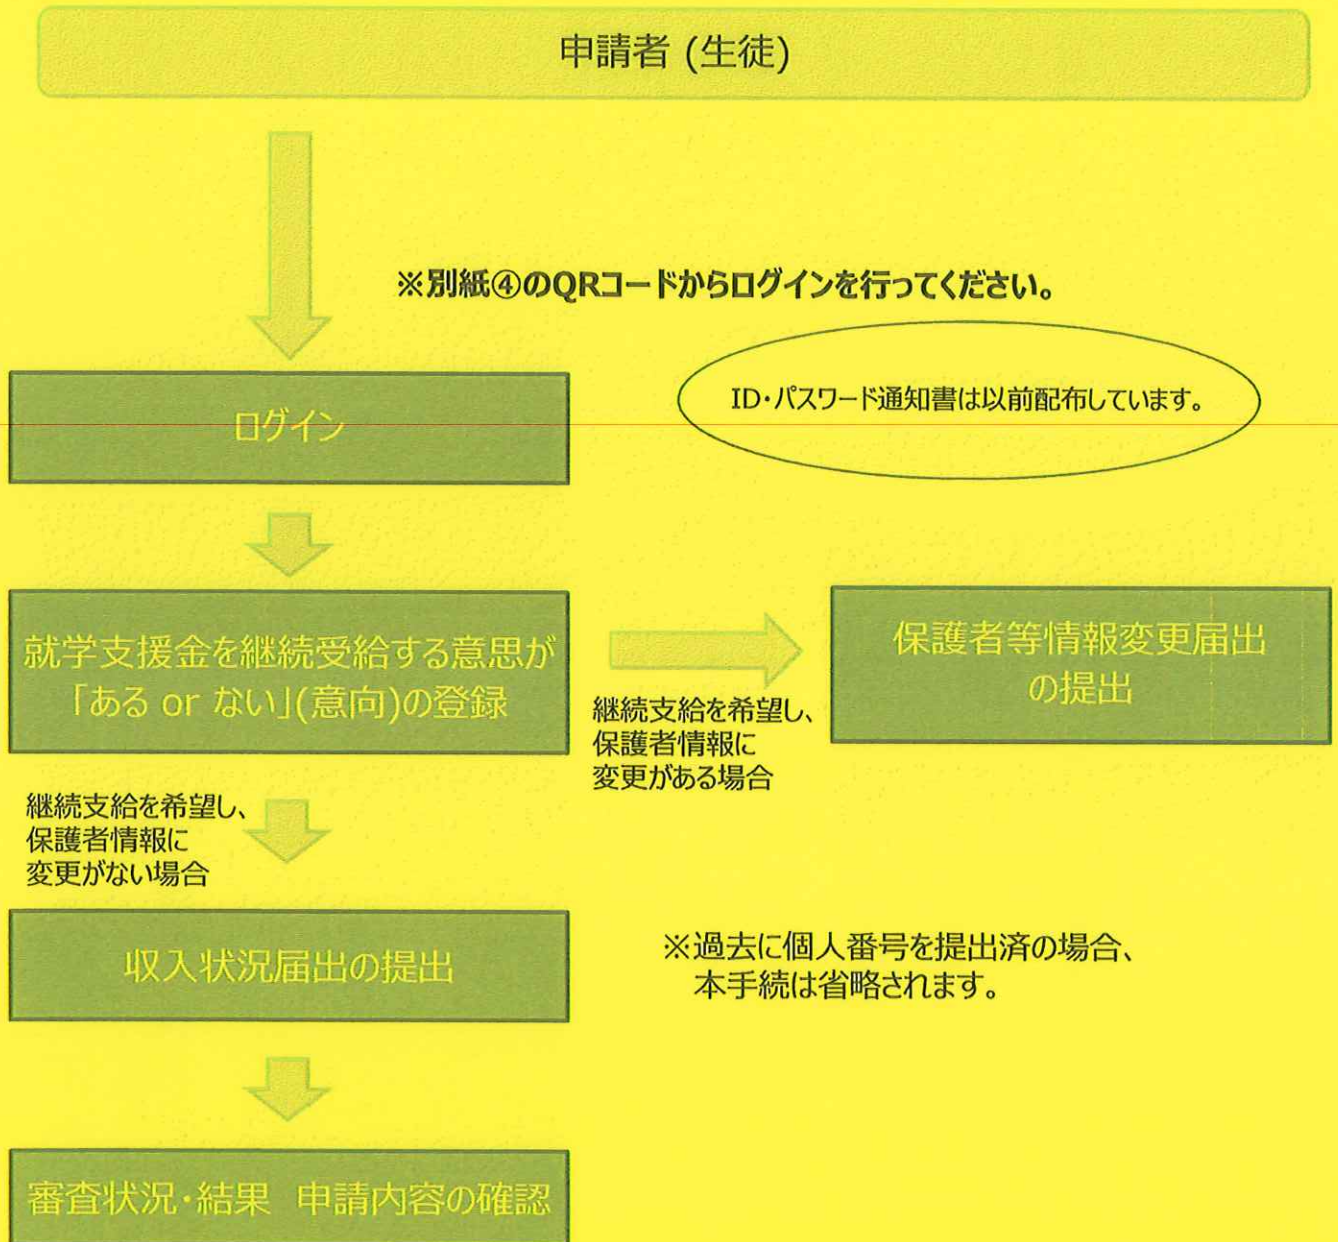 申請者 (生徒)
※別紙④のQRコードからログインを行ってください。
ID・パスワード通知書は以前配布しています。
ログイン
就学支援金を継続受給する意思が
「ある or ない」(意向)の登録
継続支給を希望し、
保護者情報に
変更がある場合
保護者等情報変更届出
の提出
継続支給を希望し、
保護者情報に
変更がない場合
収入状況届出の提出
※過去に個人番号を提出済の場合、
本手続は省略されます。
審査状況・結果 申請内容の確認